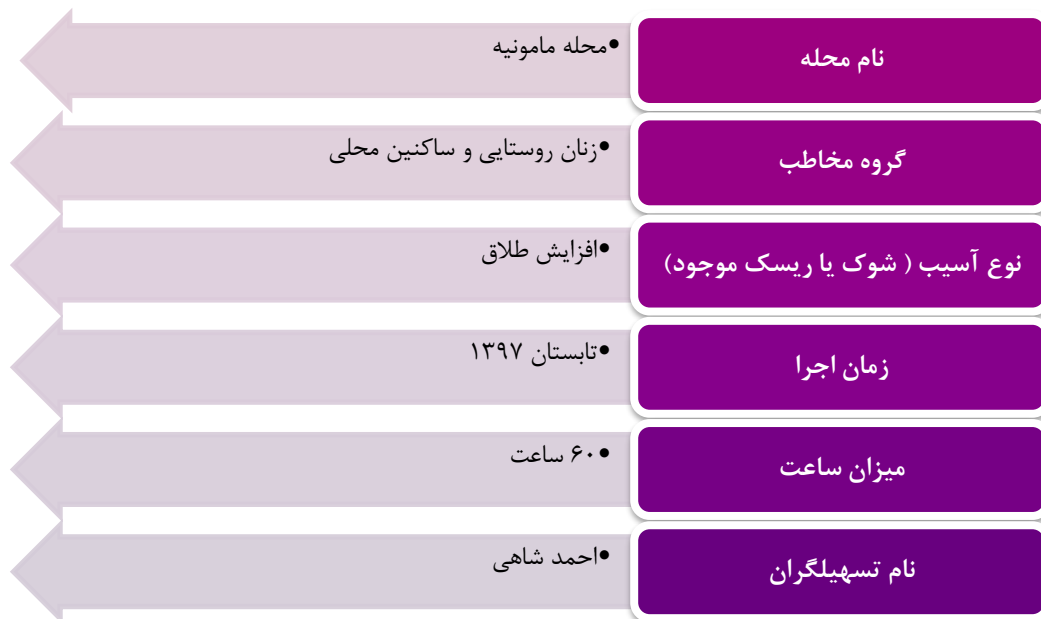 نام محله
•محله مامونیه
گروه مخاطب
•زنان روستایی و ساکنین محلی
نوع آسیب ( شوک یا ریسک موجود)
•افزایش طلاق
زمان اجرا
•تابستان ۱۳۹۷
میزان ساعت
•۶۰ ساعت
نام تسهیلگران
•احمد شاهی